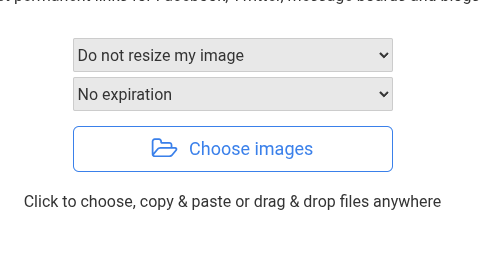 permanent links for Facebook, Twitter, message boards and blogs
Do not resize my image
No expiration
Choose images
Click to choose, copy & paste or drag & drop files anywhere